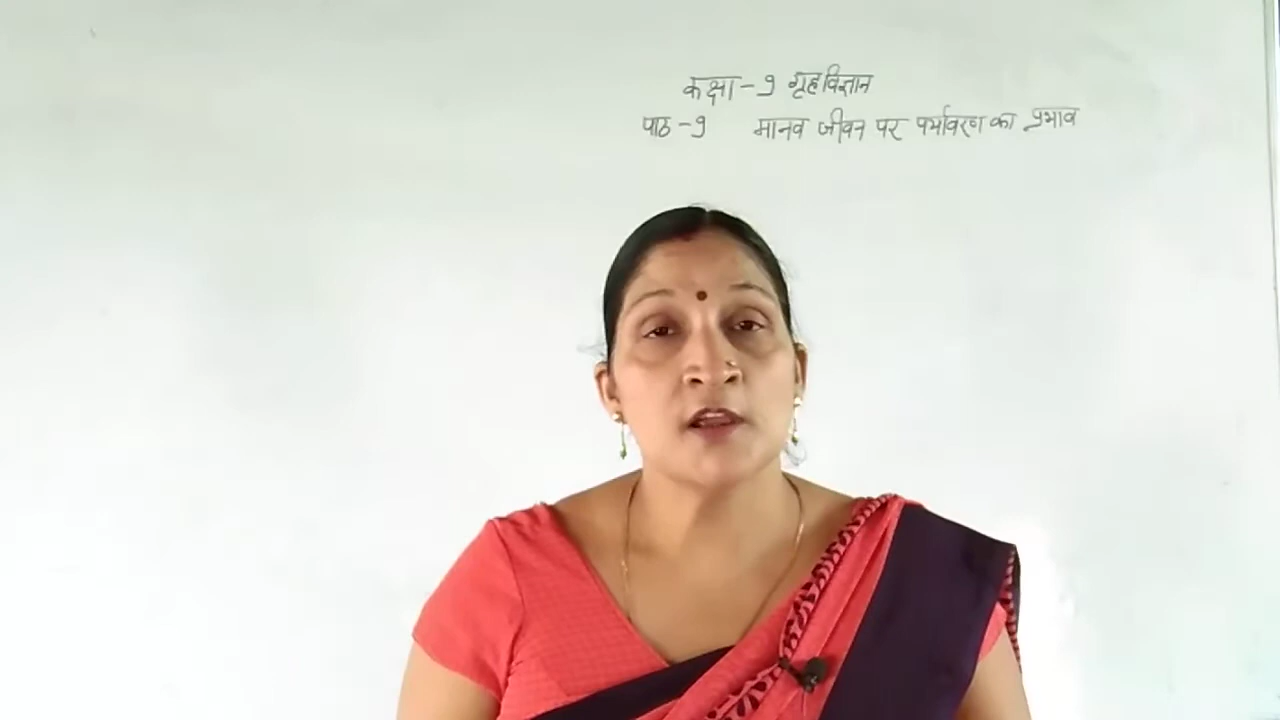 कक्षा - 9 गृहविज्ञान
पाठ - 9 मानव जीवन पर पर्यावरण का प्रभाव